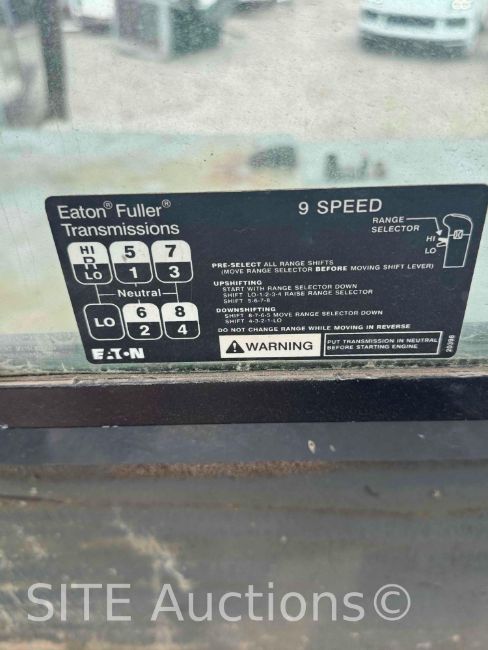 Eaton® Fuller®
Transmissions
9 SPEED
RANGE
SELECTOR
HI
LO
HI
R
LO
5
1
7
3
Neutral
LO
6
2
8
4
EATON
PRE-SELECT ALL RANGE SHIFTS
(MOVE RANGE SELECTOR BEFORE MOVING SHIFT LEVER)
UPSHIFTING
START WITH RANGE SELECTOR DOWN
SHIFT LO-1-2-3-4 RAISE RANGE SELECTOR
SHIFT 5-6-7-8
DOWNSHIFTING
SHIFT 8-7-6-5 MOVE RANGE SELECTOR DOWN
SHIFT 4-3-2-1-LO
DO NOT CHANGE RANGE WHILE MOVING IN REVERSE
WARNING
PUT TRANSMISSION IN NEUTRAL
BEFORE STARTING ENGINE
SITE Auctions©